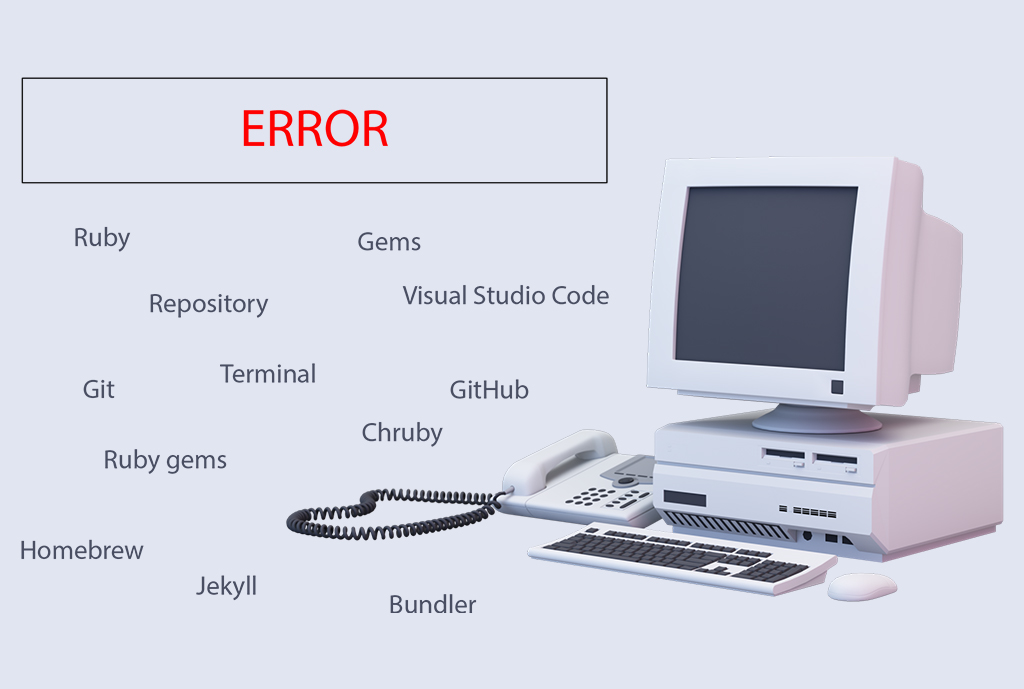 ERROR
Ruby
Gems
Repository
Visual Studio Code
Git
Terminal
GitHub
Chruby
Ruby gems
Homebrew
Jekyll
Bundler